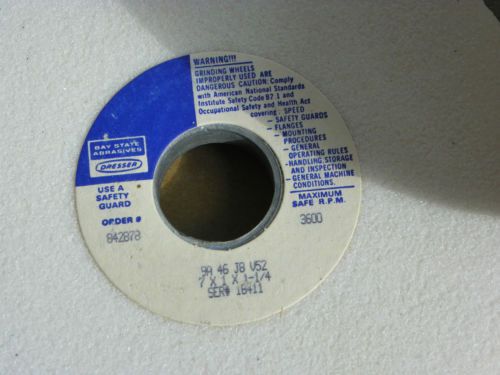 WARNING!!!
GRINDING WHEELS
IMPROPERLY USED ARE
DANGEROUS CAUTION: Comply
with American National Standards
Institute Safety Code B7.1 and
Occupational Safety and Health Act
covering. SPEED
- SAFETY GUARDS
- FLANGES
- MOUNTING
PROCEDURES
- GENERAL
OPERATING RULES
- HANDLING STORAGE
AND INSPECTION
- GENERAL MACHINE
CONDITIONS.
MAXIMUM
SAFE R.P.M.
3600
BAY STATE
ABRASIVES
DRESSER
USE A
SAFETY
GUARD
ORDER #
842878
9A 46 J8 V52
7 X 1 X 1-1/4
SER# 18411